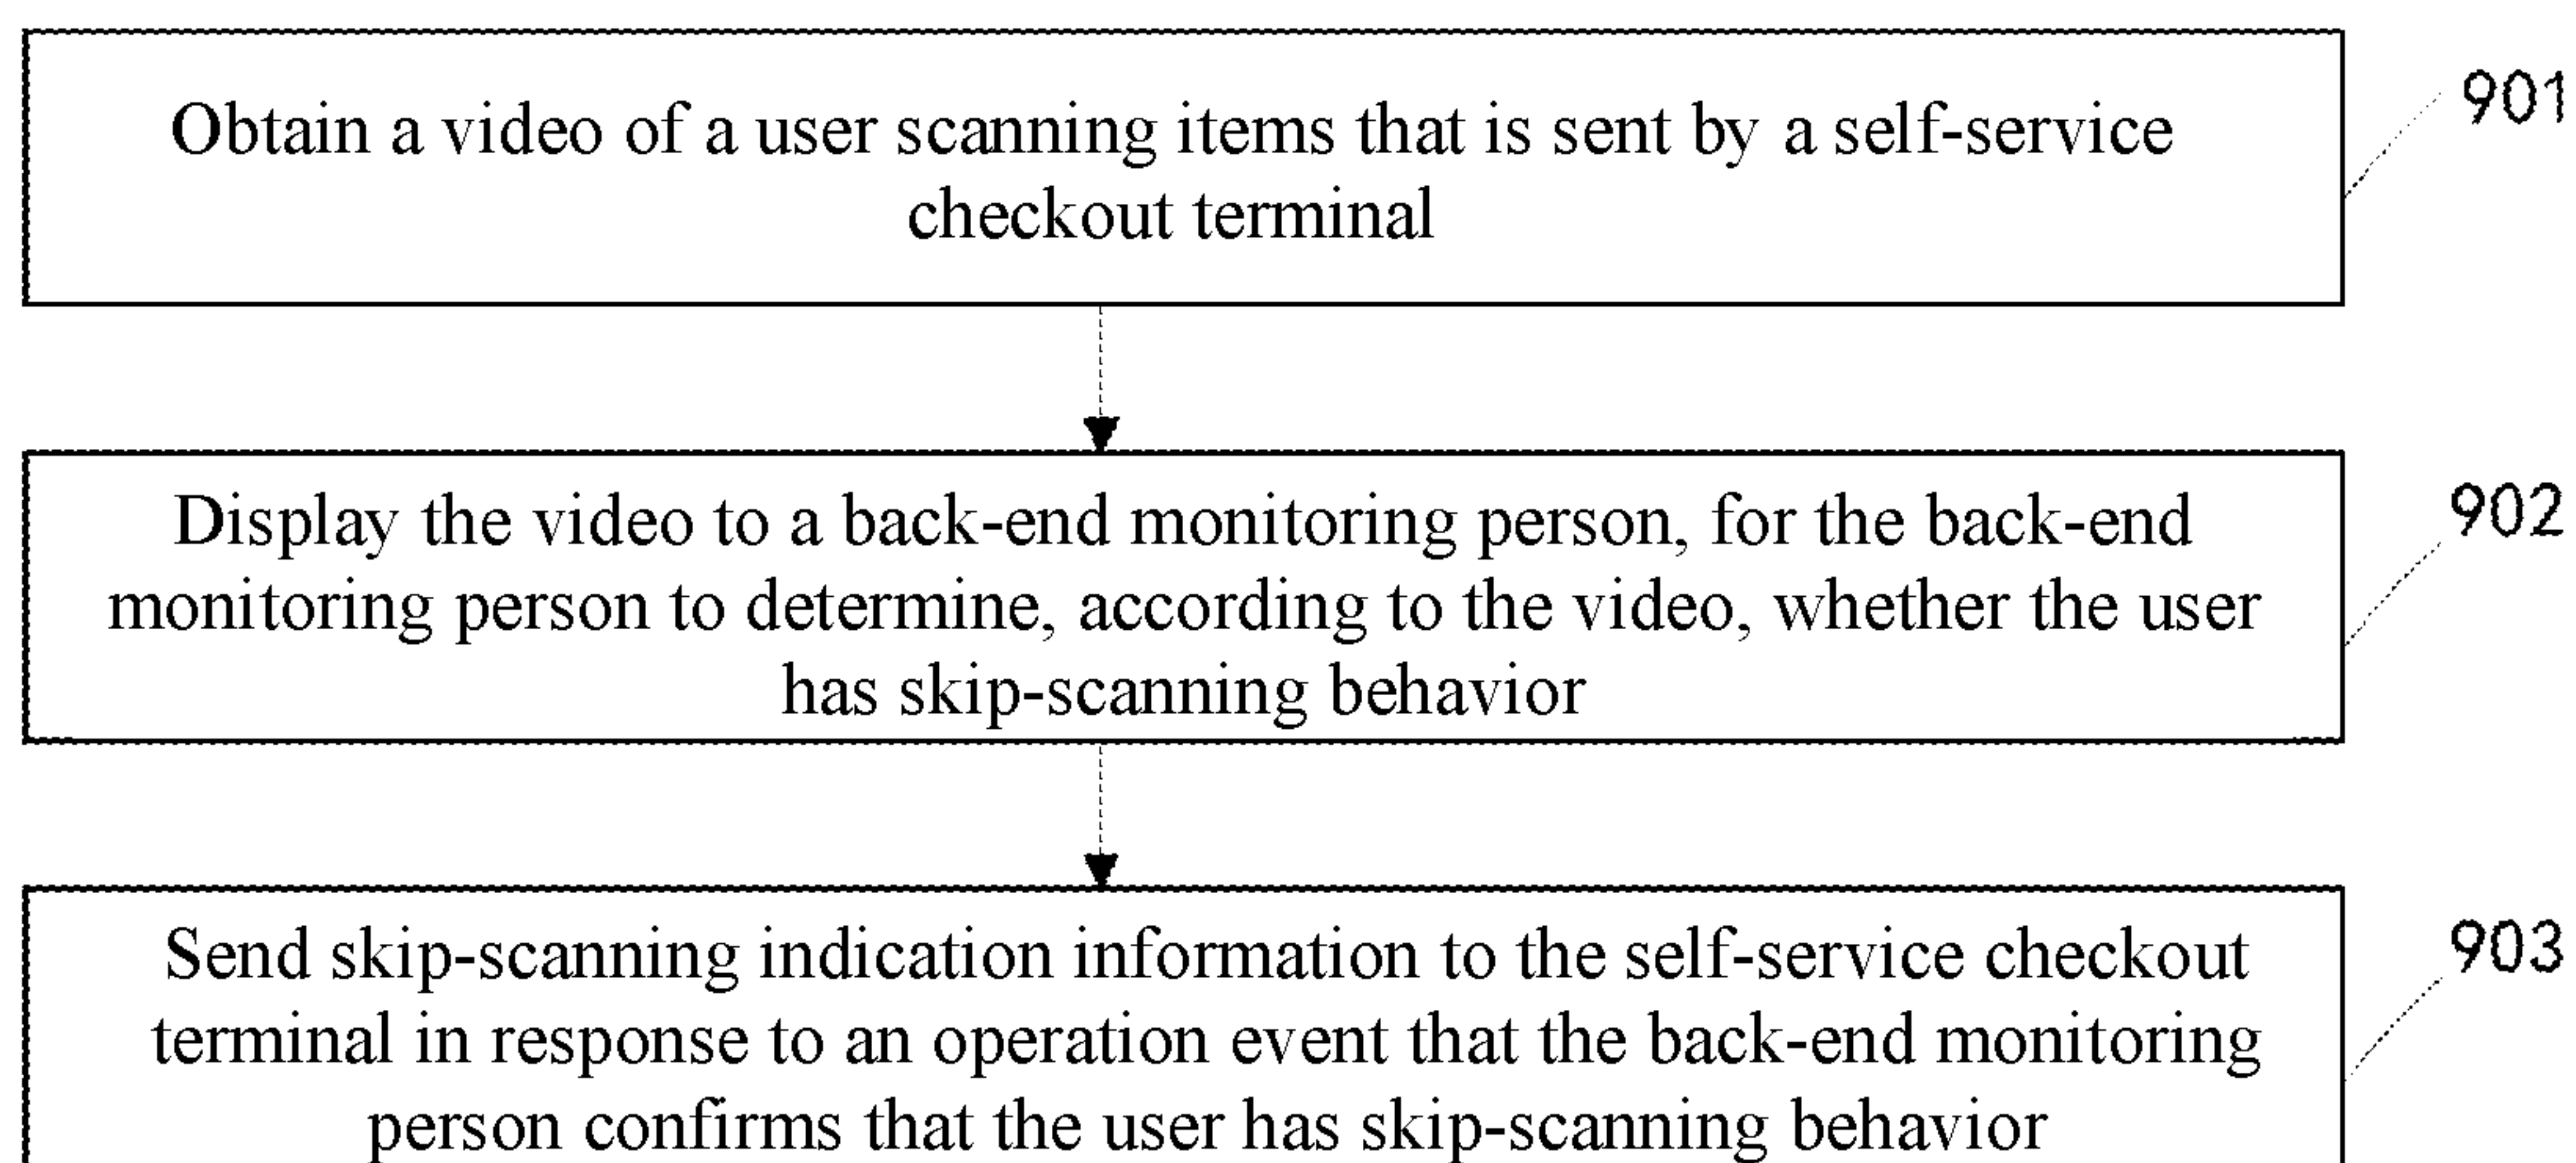 Obtain a video of a user scanning items that is sent by a self-service
checkout terminal
901
Display the video to a back-end monitoring person, for the back-end
monitoring person to determine, according to the video, whether the user
has skip-scanning behavior
902
Send skip-scanning indication information to the self-service checkout
terminal in response to an operation event that the back-end monitoring
person confirms that the user has skip-scanning behavior
903